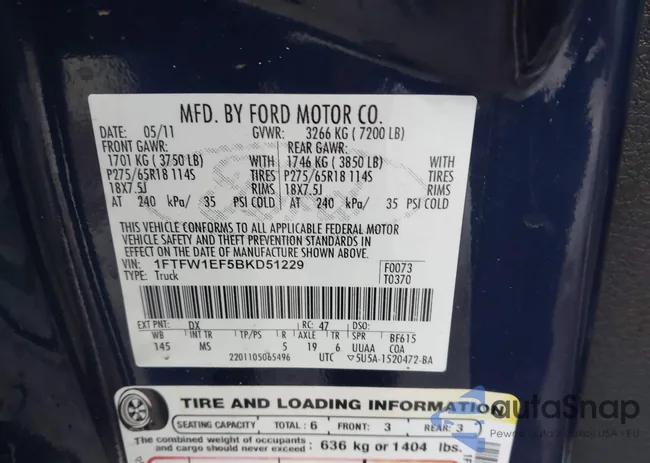 MFD. BY FORD MOTOR CO.
DATE: 05/11 GVWR: 3266 KG ( 7200 LB)
FRONT GAWR: REAR GAWR:
1701 KG ( 3750 LB) WITH 1746 KG ( 3850 LB) WITH
P275/65R18 114S TIRES P275/65R18 114S TIRES
18X7.5J RIMS 18X7.5J RIMS
AT 240 kPa/ 35 PSI COLD AT 240 kPa/ 35 PSI COLD
THIS VEHICLE CONFORMS TO ALL APPLICABLE FEDERAL MOTOR
VEHICLE SAFETY AND THEFT PREVENTION STANDARDS IN
EFFECT ON THE DATE OF MANUFACTURE SHOWN ABOVE.
VIN: 1FTFW1EF5BKD51229 F0073
TYPE: Truck T0370
EXT PNT: DX RC: 47 DSO:
WB INT TR TP/PS R AXLE TR SPR BF615
145 MS 5 19 6 UUAA COA
2201105065496 UTC 5U5A-1520472-BA
TIRE AND LOADING INFORMATION
SEATING CAPACITY TOTAL: 6 FRONT: 3 REAR: 3
The combined weight of occupants
and cargo should never exceed: 636 kg or 1404 lbs.
autoSnap